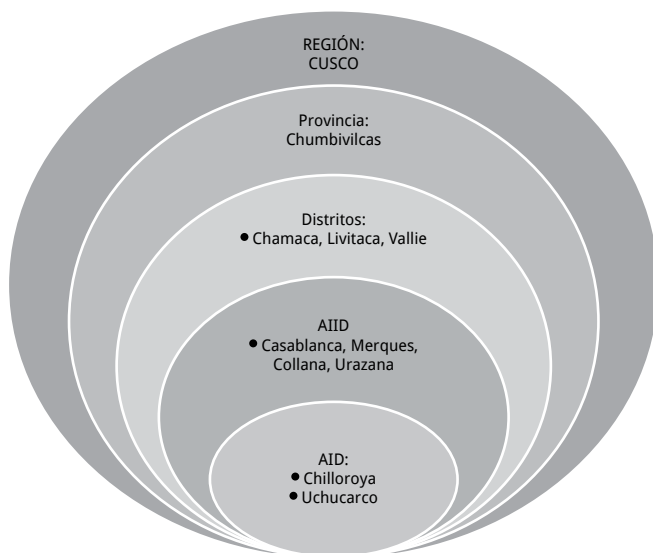 REGIÓN:
CUSCO
Provincia:
Chumbivilcas
Distritos:
• Chamaca, Livitaca, Vallie
AIID
• Casablanca, Merques,
Collana, Urazana
AID:
• Chilloroya
• Uchucarco